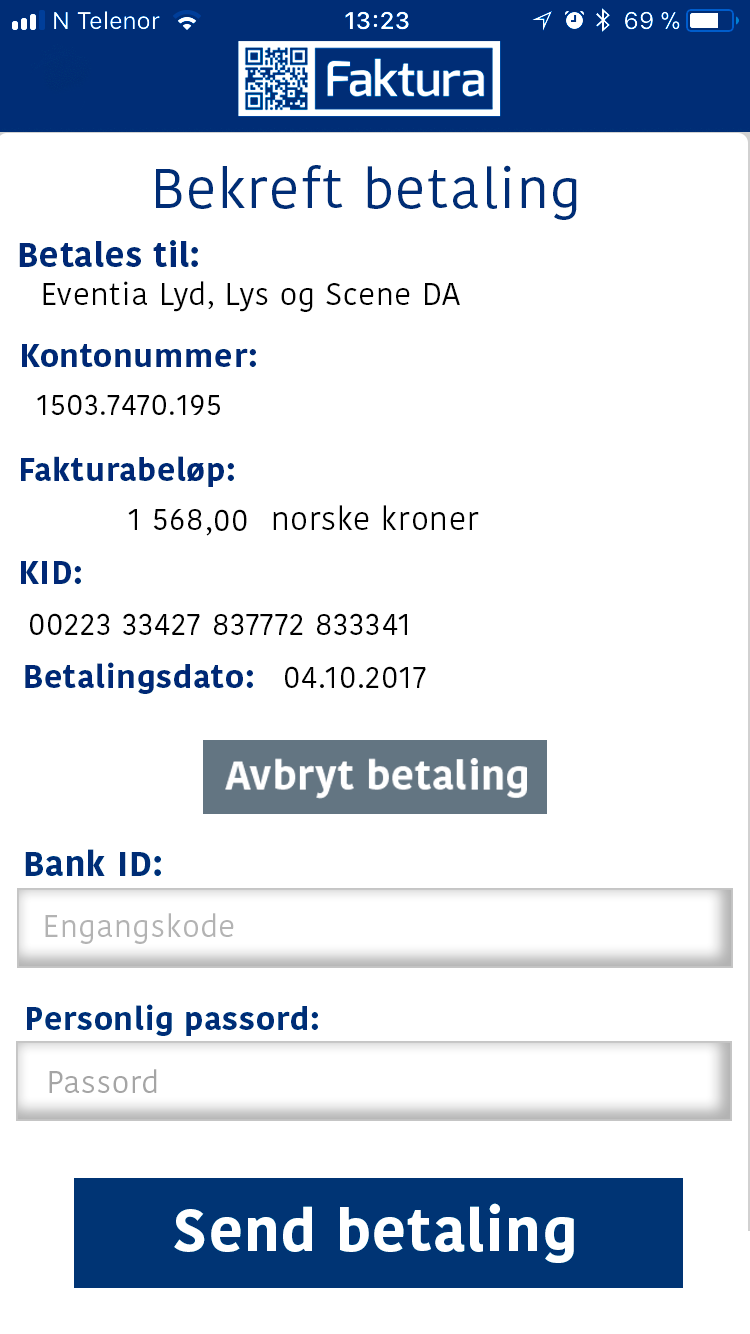 N Telenor 13:23 69 %
Faktura
Bekreft betaling
Betales til:
Eventia Lyd, Lys og Scene DA
Kontonummer:
1503.7470.195
Fakturabeløp:
1 568,00 norske kroner
KID:
00223 33427 837772 833341
Betalingsdato: 04.10.2017
Avbryt betaling
Bank ID:
Engangskode
Personlig passord:
Passord
Send betaling